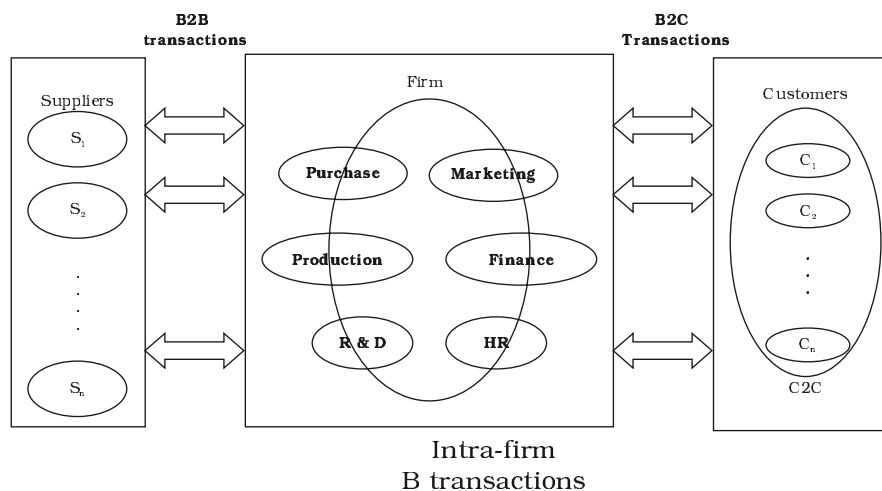 B2B
transactions
B2C
Transactions
Suppliers
S1
S2
Sn
Firm
Purchase
Marketing
Production
Finance
R & D
HR
Customers
C1
C2
Cn
C2C
Intra-firm
B transactions